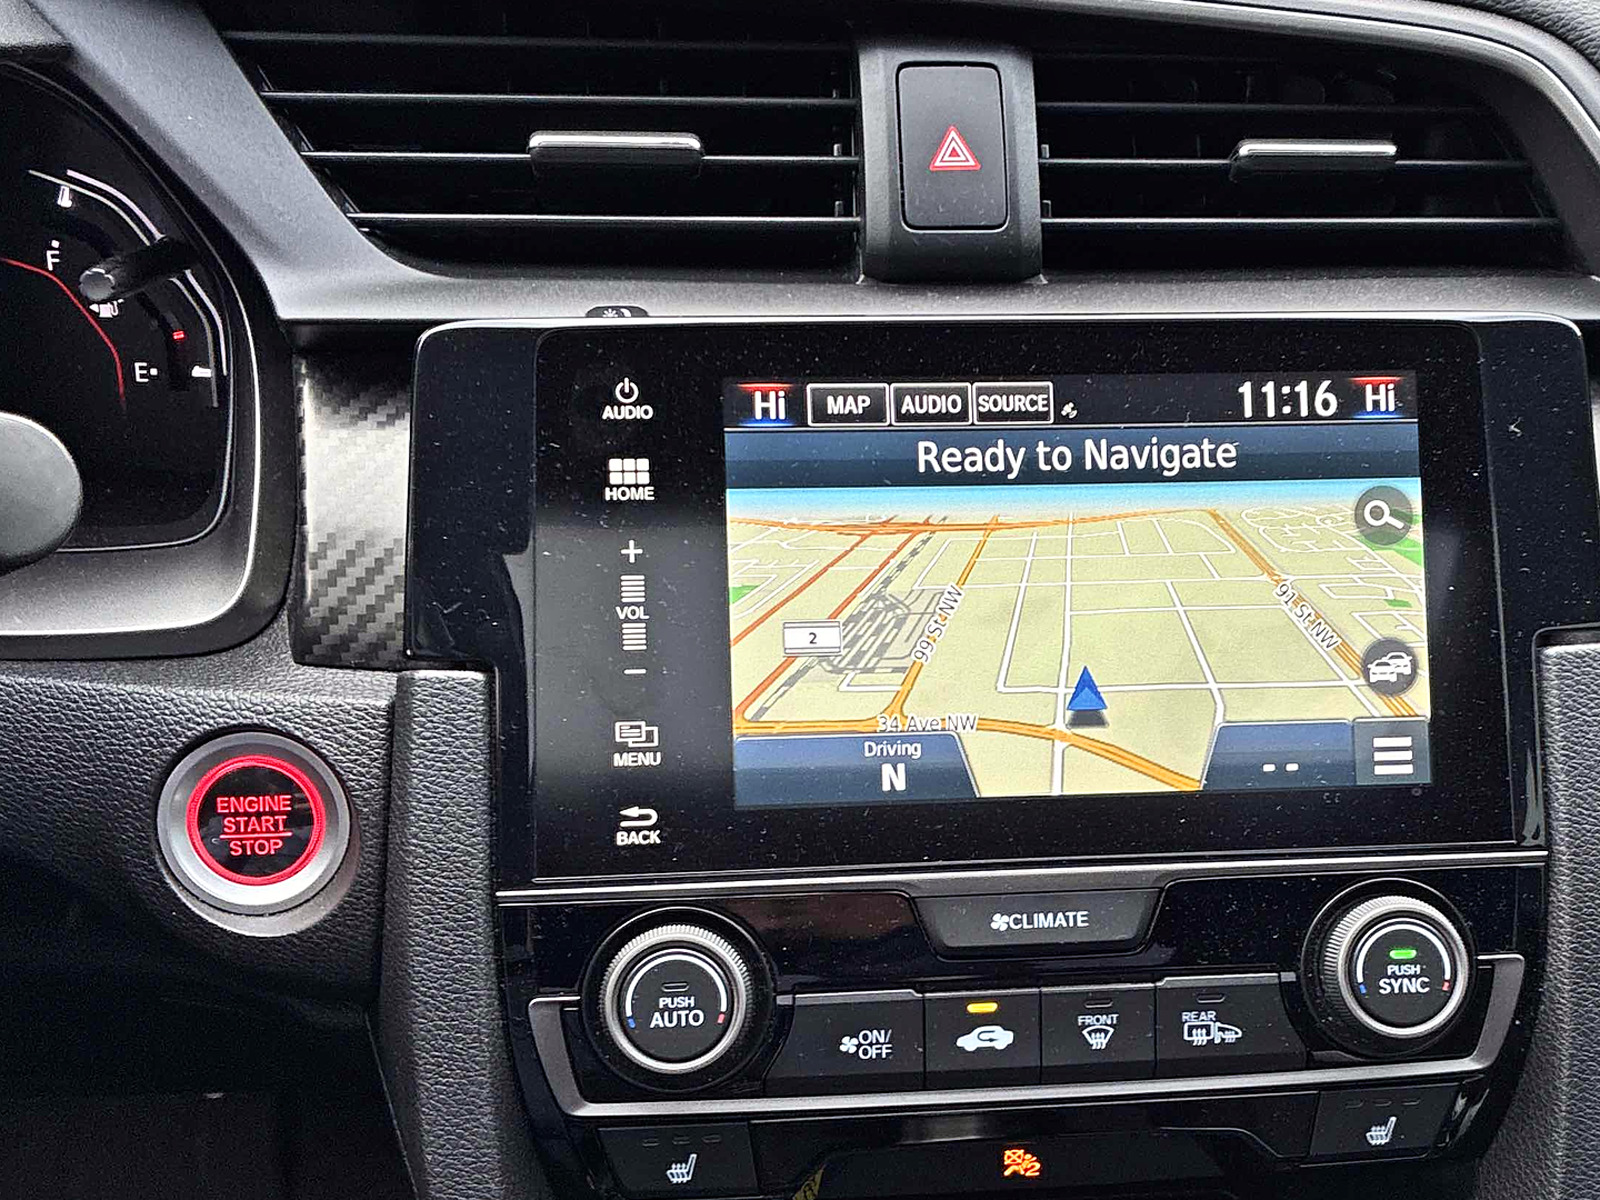 F
E
AUDIO
HOME
+
VOL
-
MENU
BACK
Hi MAP AUDIO SOURCE 11:16 Hi
Ready to Navigate
2
99 St NW
91 St NW
34 Ave NW
Driving
N
--
ENGINE
START
STOP
CLIMATE
PUSH
AUTO
ON/
OFF
FRONT
REAR
PUSH
SYNC
2